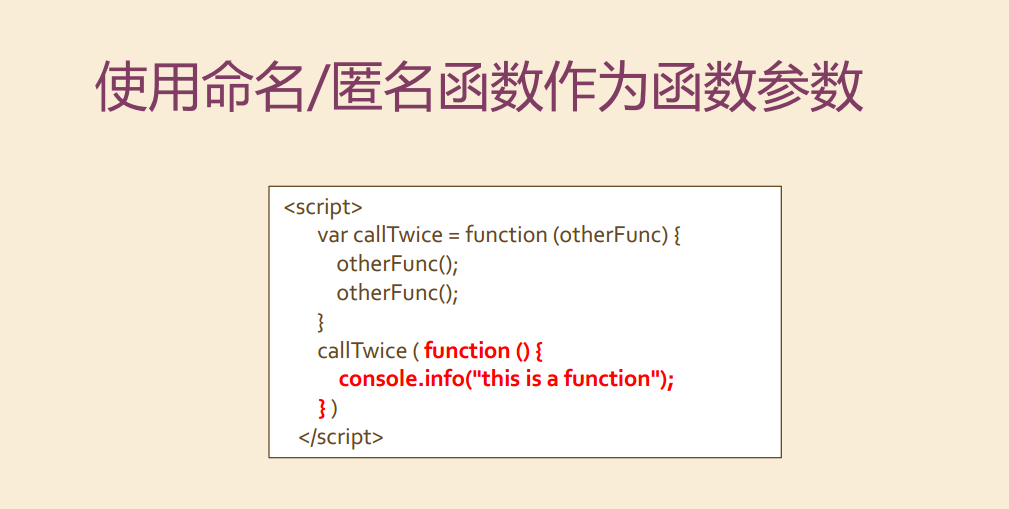 使用命名/匿名函数作为函数参数
<script>
var callTwice = function (otherFunc) {
otherFunc();
otherFunc();
}
callTwice ( function () {
console.info("this is a function");
} )
</script>